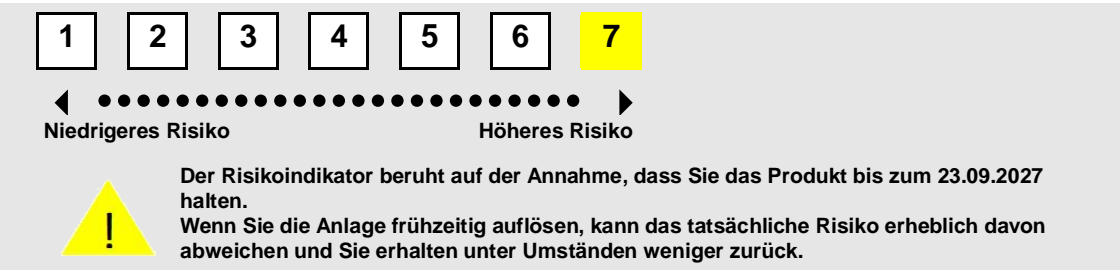 1 2 3 4 5 6 7
Niedrigeres Risiko Höheres Risiko
Der Risikoindikator beruht auf der Annahme, dass Sie das Produkt bis zum 23.09.2027
halten.
Wenn Sie die Anlage frühzeitig auflösen, kann das tatsächliche Risiko erheblich davon
abweichen und Sie erhalten unter Umständen weniger zurück.
!